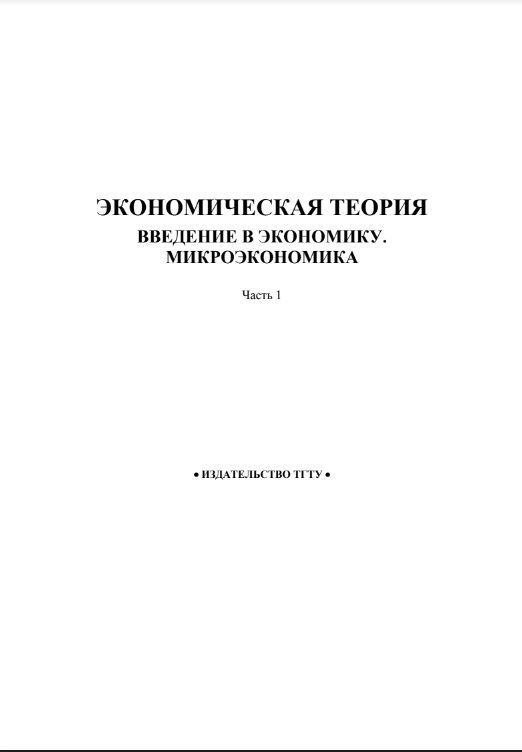 ЭКОНОМИЧЕСКАЯ ТЕОРИЯ
ВВЕДЕНИЕ В ЭКОНОМИКУ.
МИКРОЭКОНОМИКА
Часть 1
● ИЗДАТЕЛЬСТВО ТГТУ ●